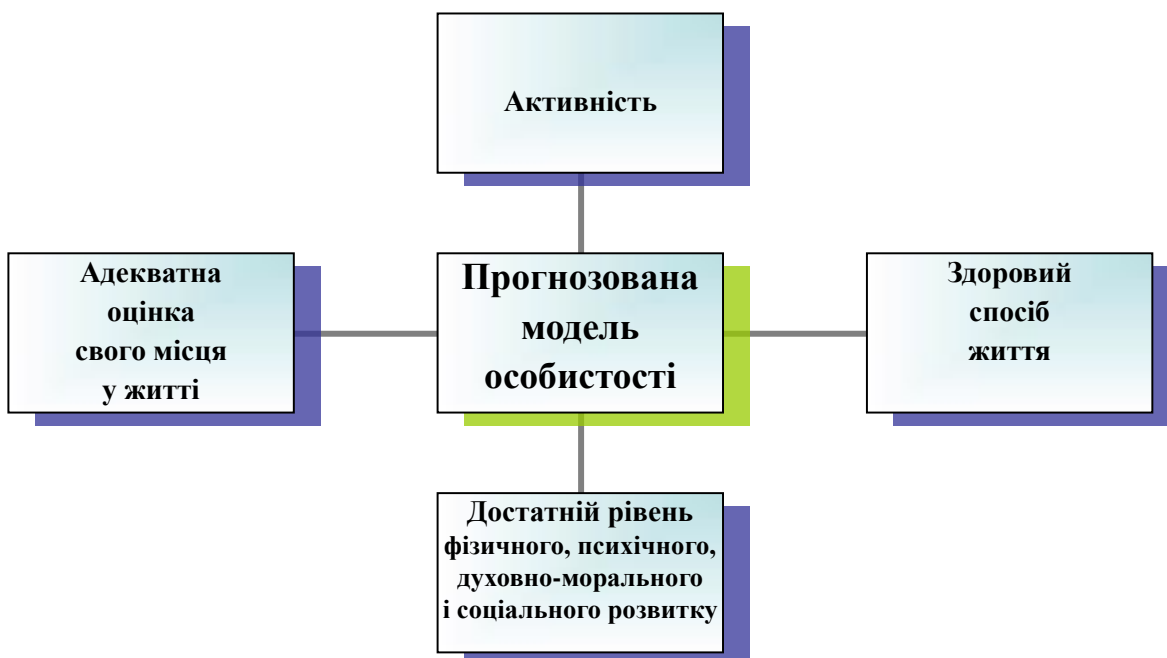 Активність
Адекватна
оцінка
свого місця
у житті
Прогнозована
модель
особистості
Здоровий
спосіб
життя
Достатній рівень
фізичного, психічного,
духовно-морального
і соціального розвитку